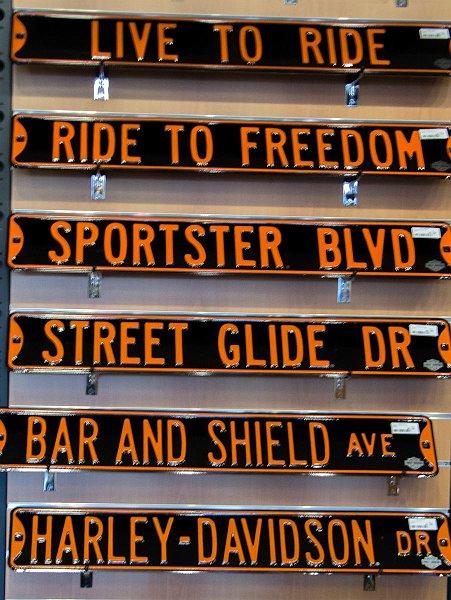 LIVE TO RIDE
RIDE TO FREEDOM
SPORTSTER BLVD
STREET GLIDE DR
BAR AND SHIELD AVE
HARLEY-DAVIDSON DR